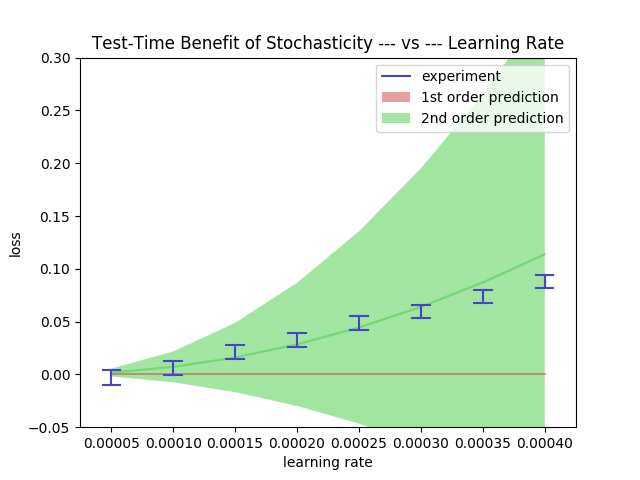 Test-Time Benefit of Stochasticity --- vs --- Learning Rate
experiment
1st order prediction
2nd order prediction
0.30
0.25
0.20
0.15
0.10
0.05
0.00
−0.05
loss
0.00005 0.00010 0.00015 0.00020 0.00025 0.00030 0.00035 0.00040
learning rate